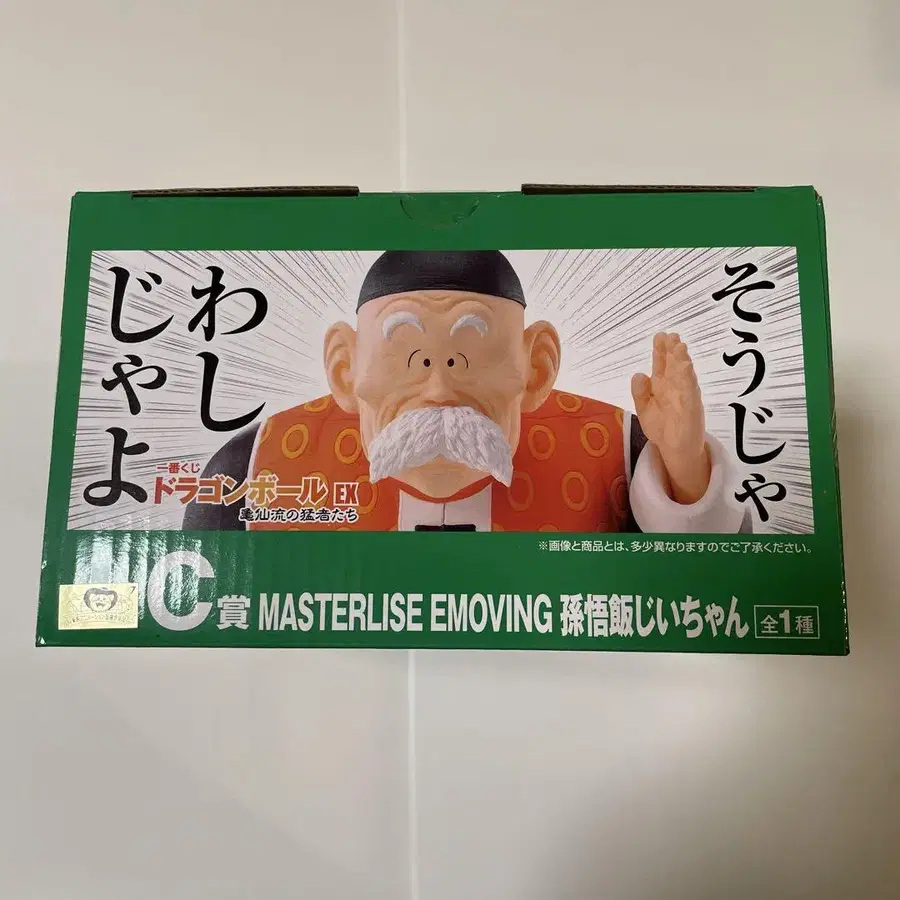 そうじゃ
わし
じゃよ
一番くじ
ドラゴンボール EX
亀仙流の猛者たち
※画像と商品とは、多少異なりますのでご了承ください。
C賞 MASTERLISE EMOVING 孫悟飯じいちゃん 全1種